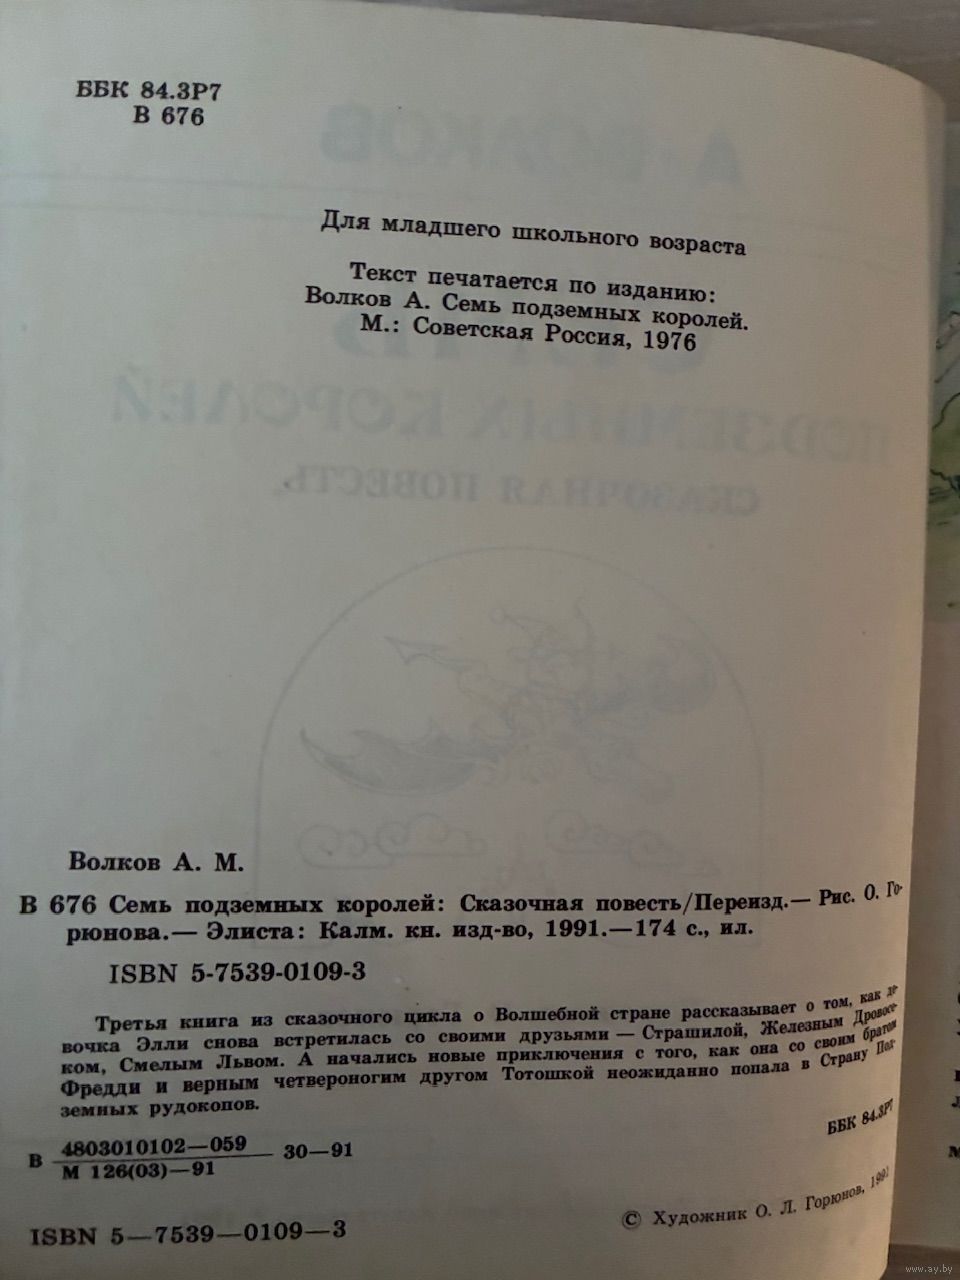 ББК 84.3Р7
В 676
Для младшего школьного возраста
Текст печатается по изданию:
Волков А. Семь подземных королей.
М.: Советская Россия, 1976
Волков А. М.
В 676 Семь подземных королей: Сказочная повесть/Переизд.— Рис. О. Го-
рюнова.— Элиста: Калм. кн. изд-во, 1991.—174 с., ил.
ISBN 5-7539-0109-3
Третья книга из сказочного цикла о Волшебной стране рассказывает о том, как де-
вочка Элли снова встретилась со своими друзьями — Страшилой, Железным Дровосе-
ком, Смелым Львом. А начались новые приключения с того, как она со своим братом
Фредди и верным четвероногим другом Тотошкой неожиданно попала в Страну Под-
земных рудокопов.
В 4803010102—059 30—91
М 126(03)—91
ББК 84.3Р7
ISBN 5—7539—0109—3
© Художник О. Л. Горюнов, 1991
www.ay.by